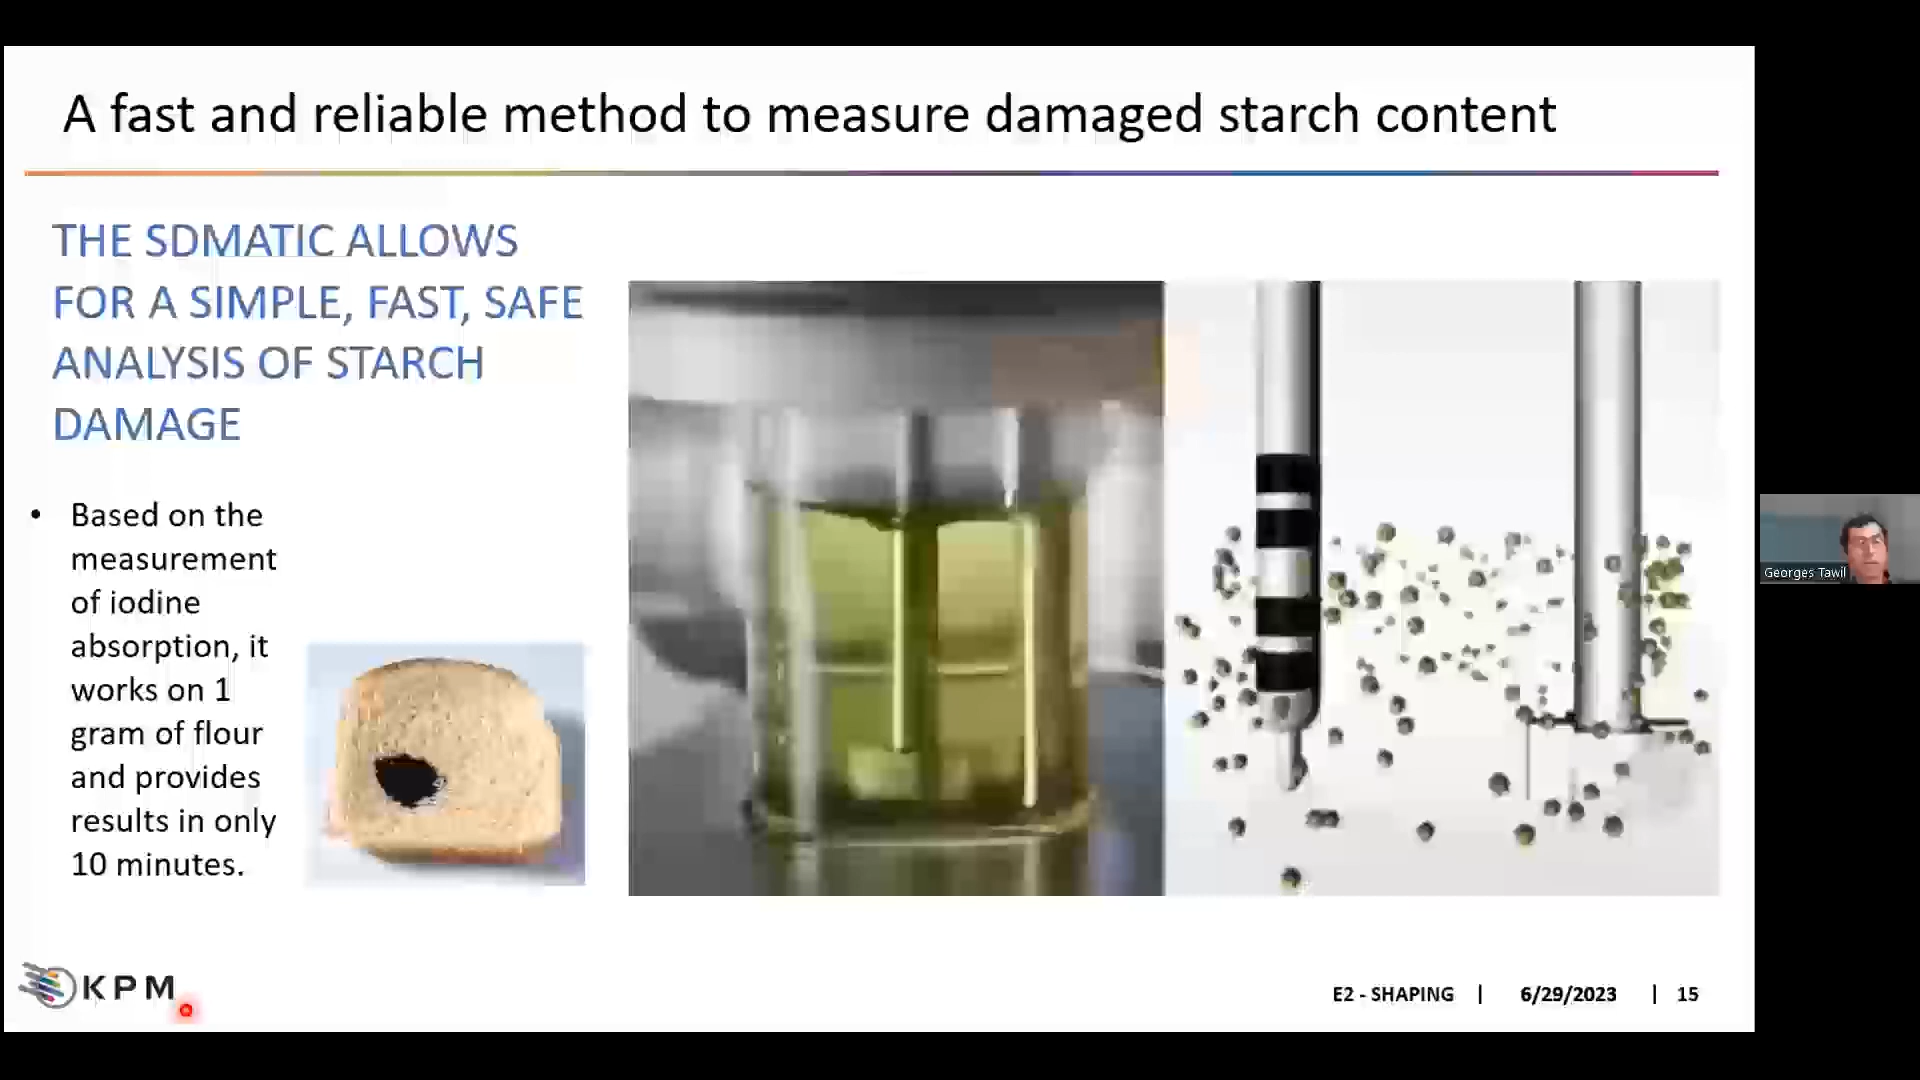 A fast and reliable method to measure damaged starch content
THE SDMATIC ALLOWS
FOR A SIMPLE, FAST, SAFE
ANALYSIS OF STARCH
DAMAGE
• Based on the
measurement
of iodine
absorption, it
works on 1
gram of flour
and provides
results in only
10 minutes.
Georges Tawil
KPM
E2 - SHAPING | 6/29/2023 | 15